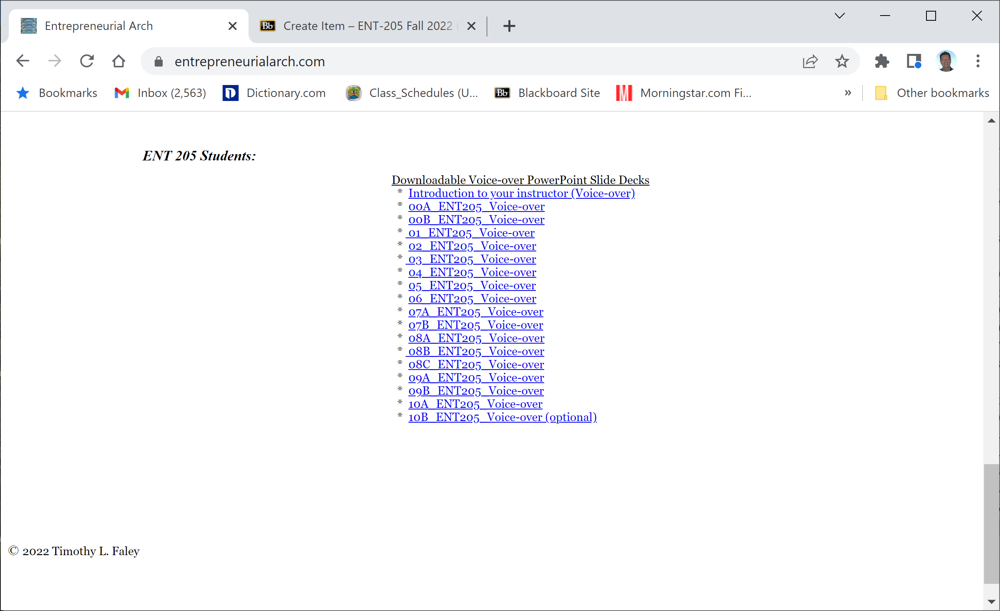 Entrepreneurial Arch
Bb Create Item – ENT-205 Fall 2022
entrepreneurialarch.com
Bookmarks Inbox (2,563) Dictionary.com Class_Schedules (U... Bb Blackboard Site Morningstar.com Fi... » Other bookmarks
ENT 205 Students:
Downloadable Voice-over PowerPoint Slide Decks
* Introduction to your instructor (Voice-over)
* 00A_ENT205_Voice-over
* 00B_ENT205_Voice-over
* 01_ENT205_Voice-over
* 02_ENT205_Voice-over
* 03_ENT205_Voice-over
* 04_ENT205_Voice-over
* 05_ENT205_Voice-over
* 06_ENT205_Voice-over
* 07A_ENT205_Voice-over
* 07B_ENT205_Voice-over
* 08A_ENT205_Voice-over
* 08B_ENT205_Voice-over
* 08C_ENT205_Voice-over
* 09A_ENT205_Voice-over
* 09B_ENT205_Voice-over
* 10A_ENT205_Voice-over
* 10B_ENT205_Voice-over (optional)
© 2022 Timothy L. Faley